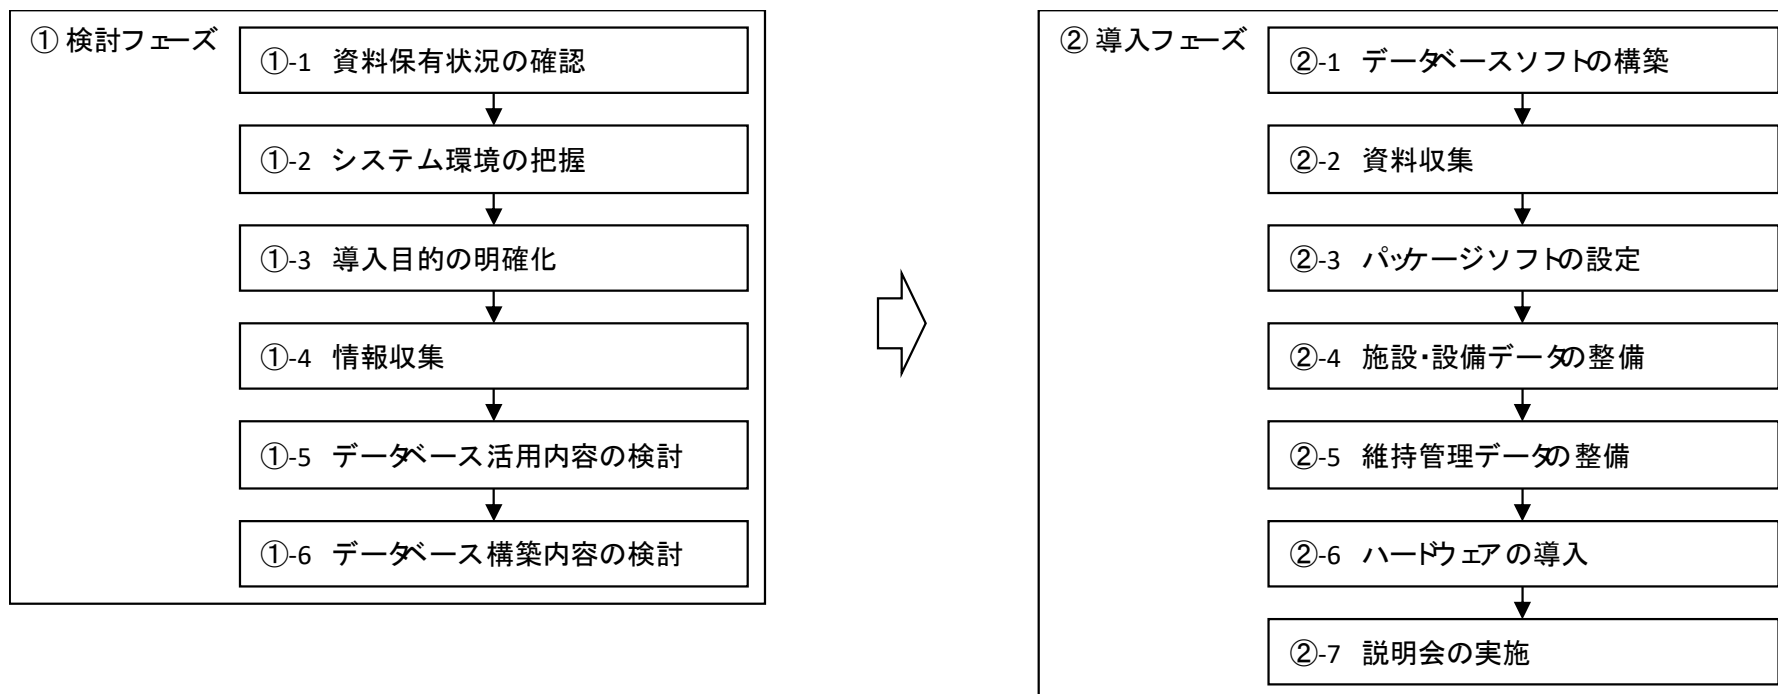 ① 検討フェーズ
①-1 資料保有状況の確認
①-2 システム環境の把握
①-3 導入目的の明確化
①-4 情報収集
①-5 データベース活用内容の検討
①-6 データベース構築内容の検討
② 導入フェーズ
②-1 データベースソフトの構築
②-2 資料収集
②-3 パッケージソフトの設定
②-4 施設・設備データの整備
②-5 維持管理データの整備
②-6 ハードウェアの導入
②-7 説明会の実施